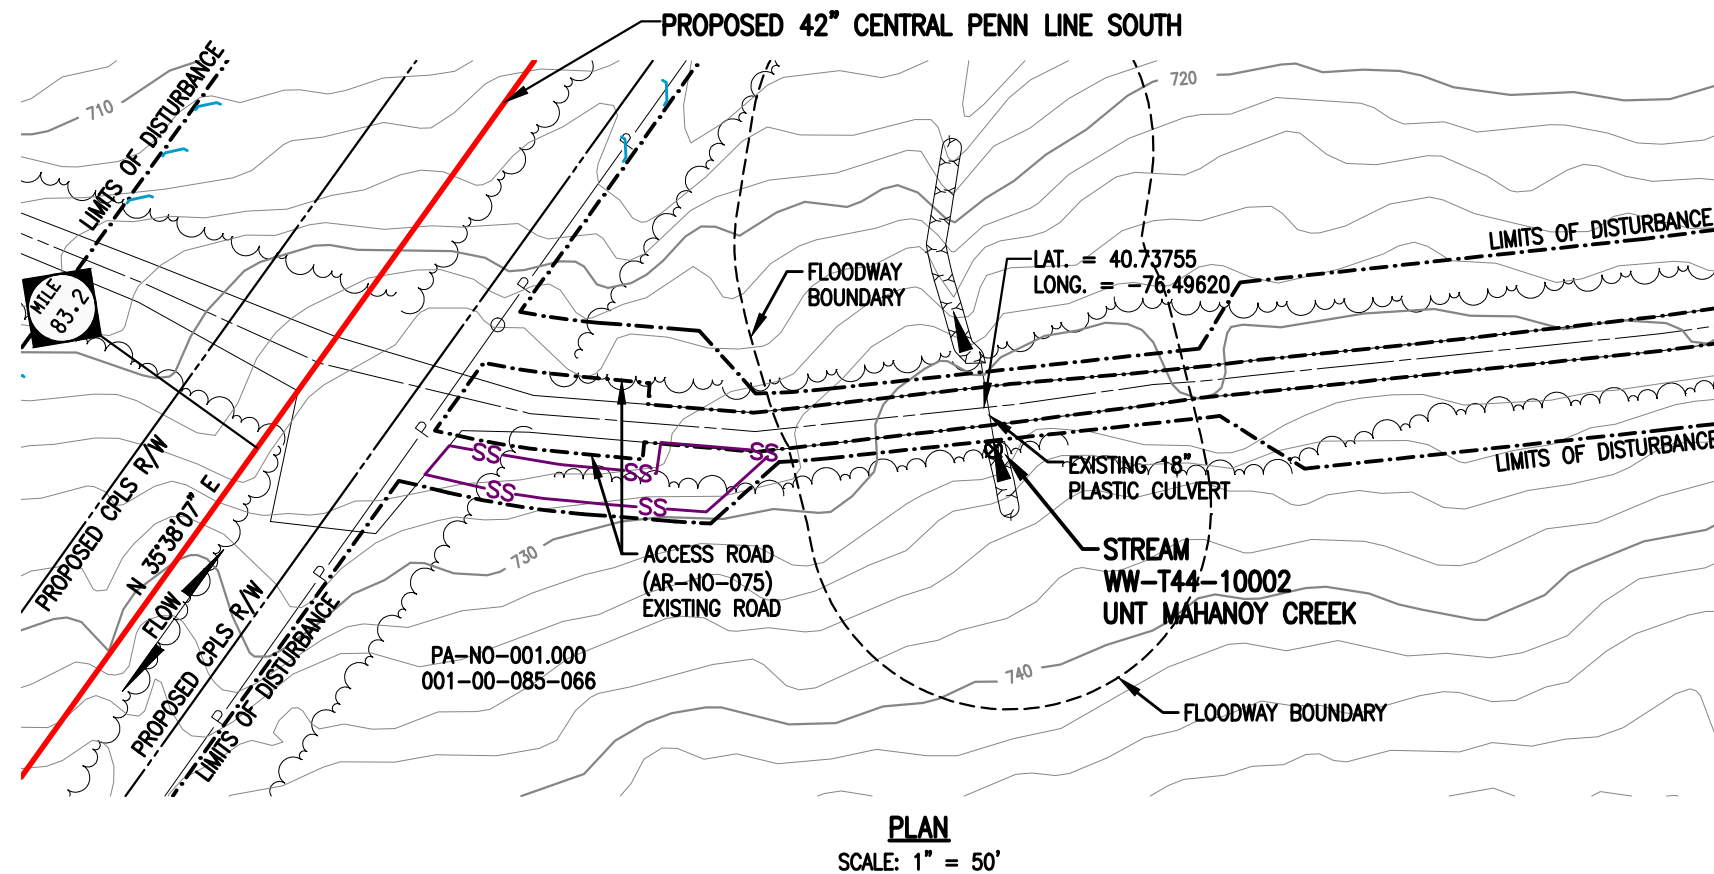 PROPOSED 42" CENTRAL PENN LINE SOUTH
710
LIMITS OF DISTURBANCE
720
LIMITS OF DISTURBANCE
LAT. = 40.73755
LONG. = -76.49620
FLOODWAY
BOUNDARY
MILE
83.2
P
P
P
P
P
SS
SS
SS
SS
SS
EXISTING 18"
PLASTIC CULVERT
LIMITS OF DISTURBANCE
PROPOSED CPLS R/W
N 35°38'07" E
FLOW
730
ACCESS ROAD
(AR-NO-075)
EXISTING ROAD
STREAM
WW-T44-10002
UNT MAHANOY CREEK
PROPOSED CPLS R/W
LIMITS OF DISTURBANCE
PA-NO-001.000
001-00-085-066
740
FLOODWAY BOUNDARY
PLAN
SCALE: 1" = 50'